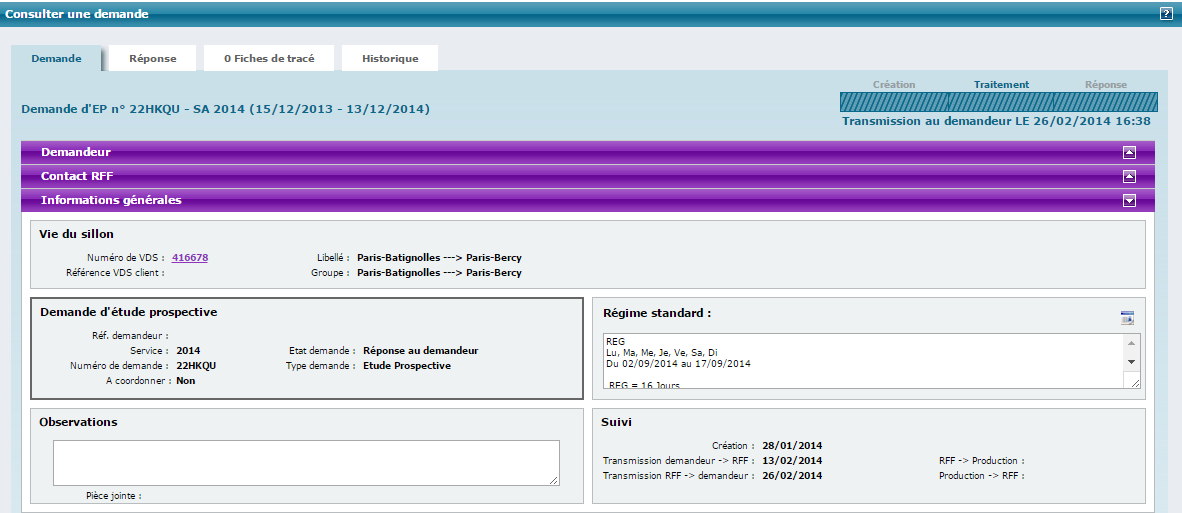 Consulter une demande
?
Demande
Réponse
0 Fiches de tracé
Historique
Création
Traitement
Réponse
Demande d'EP n° 22HKQU - SA 2014 (15/12/2013 - 13/12/2014)
Transmission au demandeur LE 26/02/2014 16:38
Demandeur
Contact RFF
Informations générales
Vie du sillon
Numéro de VDS : 416678
Libellé : Paris-Batignolles ---> Paris-Bercy
Référence VDS client :
Groupe : Paris-Batignolles ---> Paris-Bercy
Demande d'étude prospective
Réf. demandeur :
Service : 2014
Etat demande : Réponse au demandeur
Numéro de demande : 22HKQU
Type demande : Etude Prospective
A coordonner : Non
Régime standard :
REG
Lu, Ma, Me, Je, Ve, Sa, Di
Du 02/09/2014 au 17/09/2014
REG = 16 Jours
Observations
Pièce jointe :
Suivi
Création : 28/01/2014
Transmission demandeur -> RFF : 13/02/2014
RFF -> Production :
Transmission RFF -> demandeur : 26/02/2014
Production -> RFF :